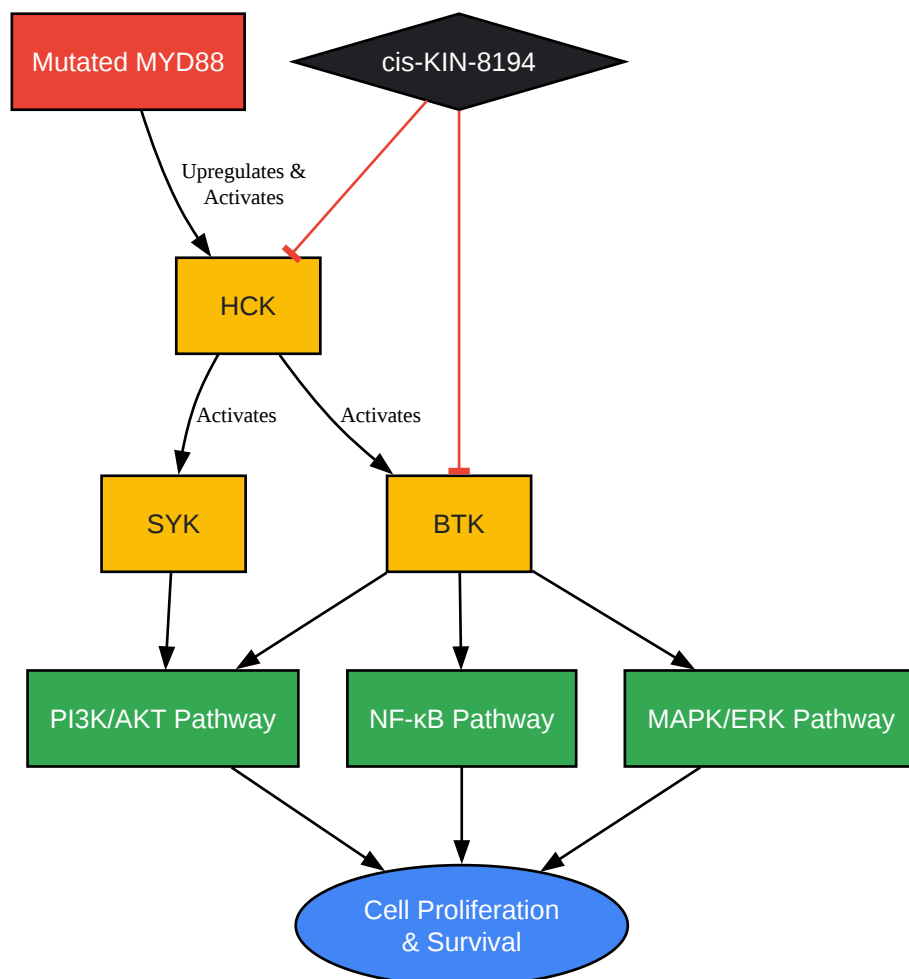 Mutated MYD88
cis-KIN-8194
Upregulates &
Activates
HCK
Activates
Activates
SYK
BTK
PI3K/AKT Pathway
NF-κB Pathway
MAPK/ERK Pathway
Cell Proliferation
& Survival